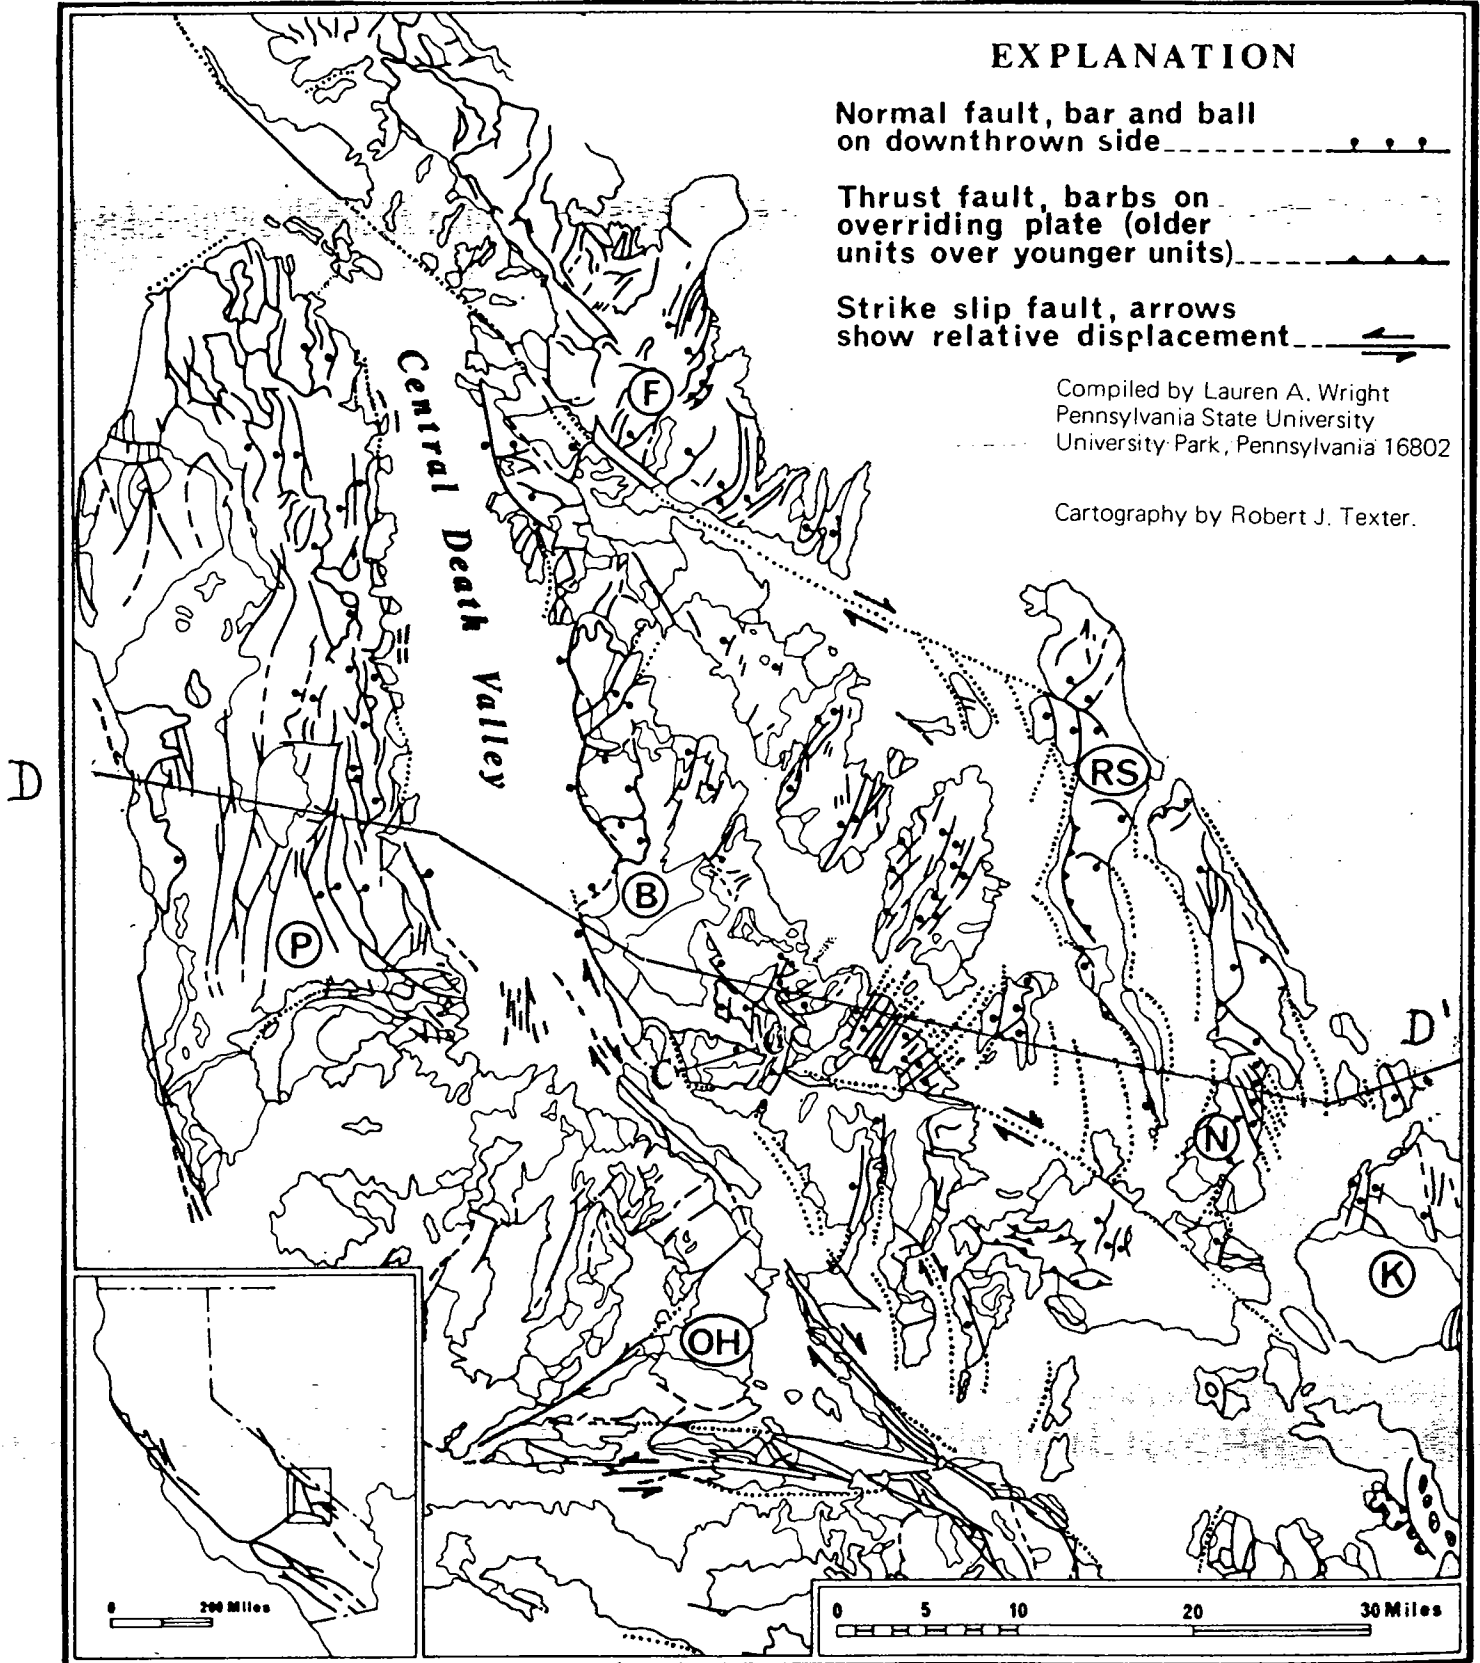 EXPLANATION
Normal fault, bar and ball
on downthrown side
Thrust fault, barbs on
overriding plate (older
units over younger units)
Strike slip fault, arrows
show relative displacement
Compiled by Lauren A. Wright
Pennsylvania State University
University Park, Pennsylvania 16802
Cartography by Robert J. Texter.
Central Death Valley
F
RS
D
B
P
D'
C'
C
N
K
OH
0 200 Miles
0 5 10 20 30 Miles